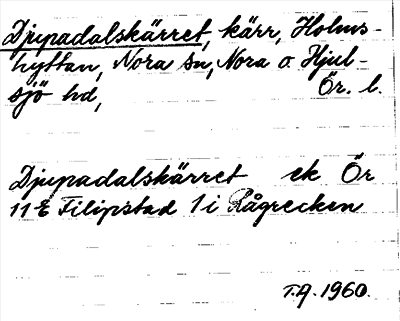 Djupadalskärret, kärr, Holms-
hyttan, Nora sn, Nora o. Hjul-
sjö hd, Ör. l.
Djupadalskärret ek Ör
11 E Filipstad 1 i Rågrecken
T.A. 1960.